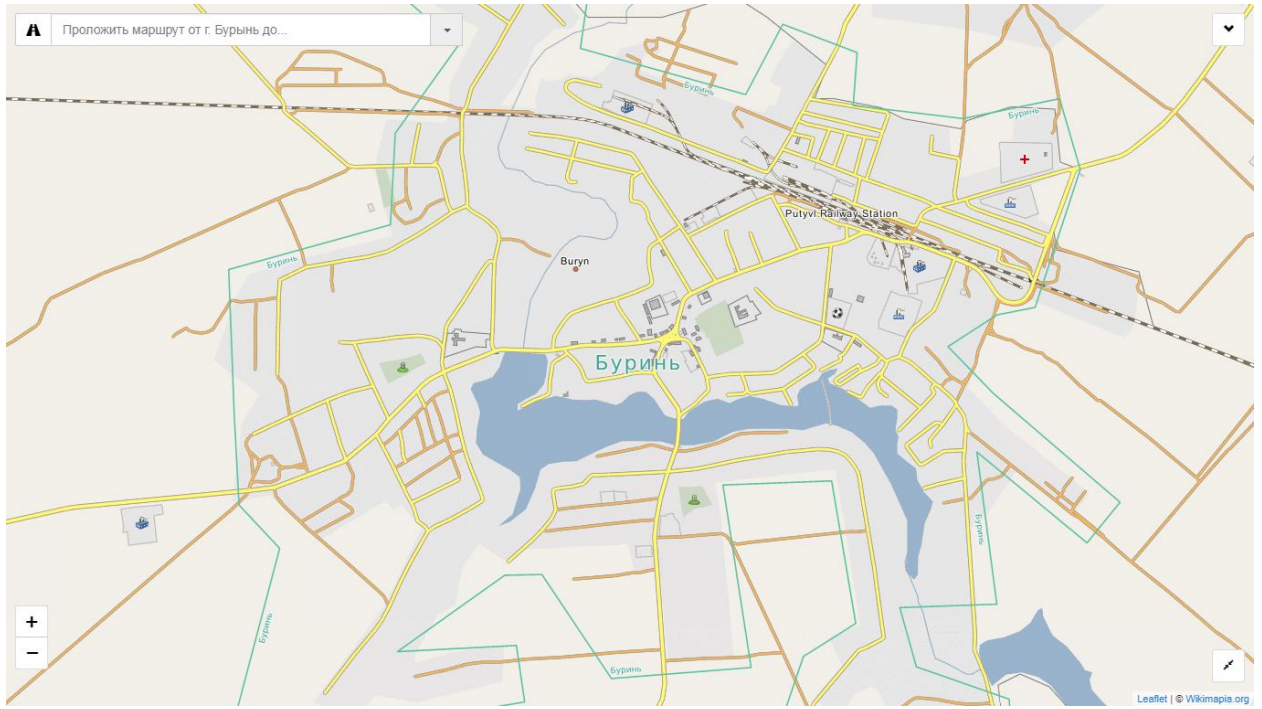 Проложить маршрут от г. Бурынь до...
Буринь
Буринь
Putyvl Railway Station
Буринь
Buryn
Буринь
Буринь
Буринь
+
−
Буринь
Leaflet | © Wikimapia.org